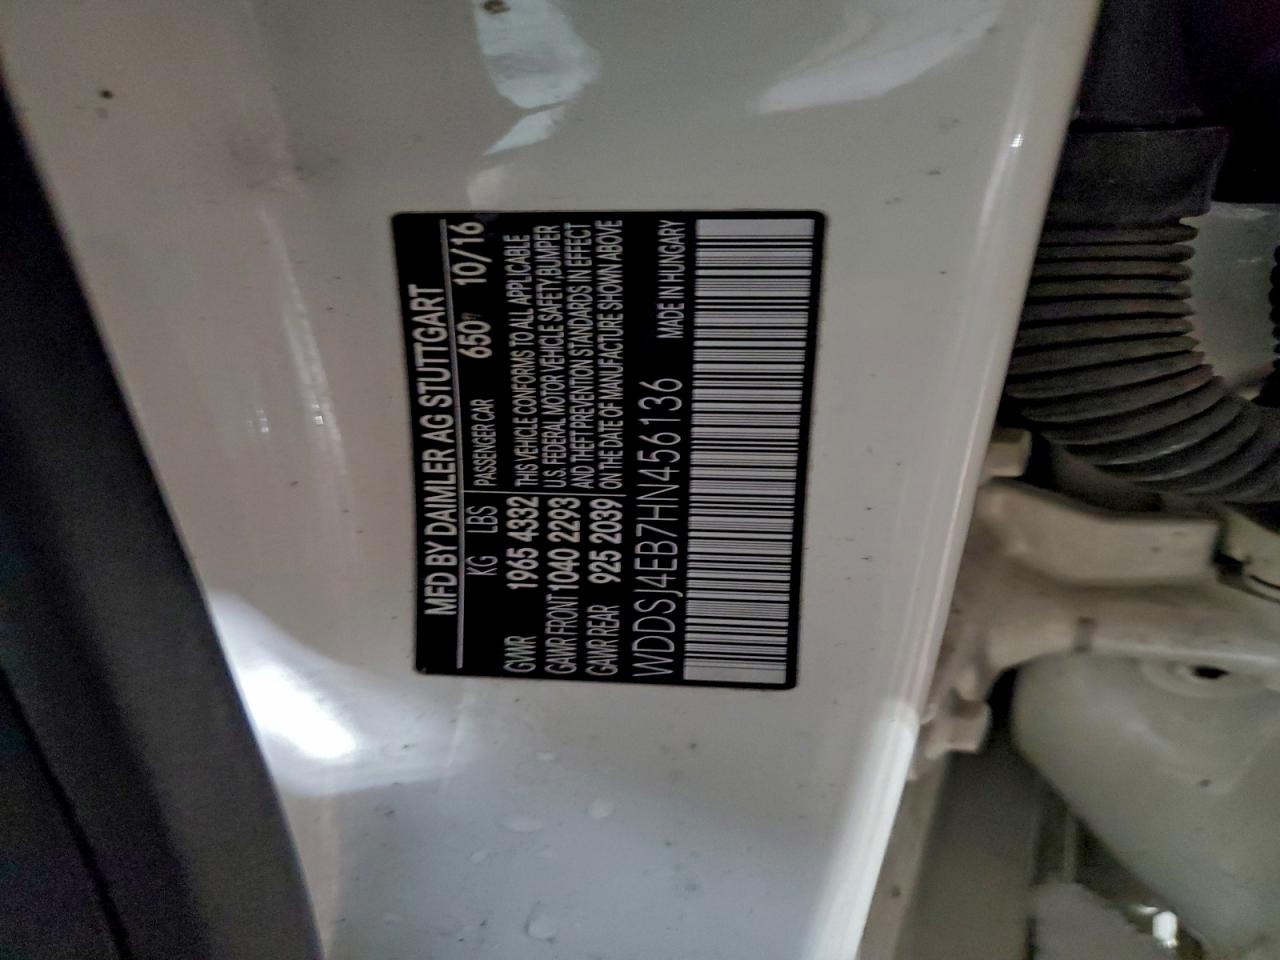 MFD BY DAIMLER AG STUTTGART
KG LBS PASSENGER CAR 650 10/16
GVWR 1965 4332 THIS VEHICLE CONFORMS TO ALL APPLICABLE
GAWR FRONT 1040 2293 U.S. FEDERAL MOTOR VEHICLE SAFETY,BUMPER
GAWR REAR 925 2039 AND THEFT PREVENTION STANDARDS IN EFFECT
ON THE DATE OF MANUFACTURE SHOWN ABOVE
WDDSJ4EB7HN456136 MADE IN HUNGARY